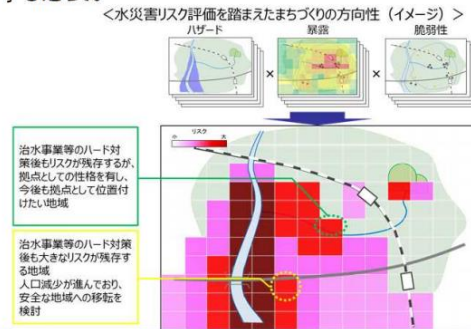 <水災害リスク評価を踏まえたまちづくりの方向性（イメージ）>
ハザード
暴露
脆弱性
×
×
リスク
小
大
治水事業等のハード対
策後もリスクが残存するが、
拠点としての性格を有し、
今後も拠点として位置付
けたい地域
治水事業等のハード対策
後も大きなリスクが残存す
る地域
人口減少が進んでおり、
安全な地域への移転を
検討